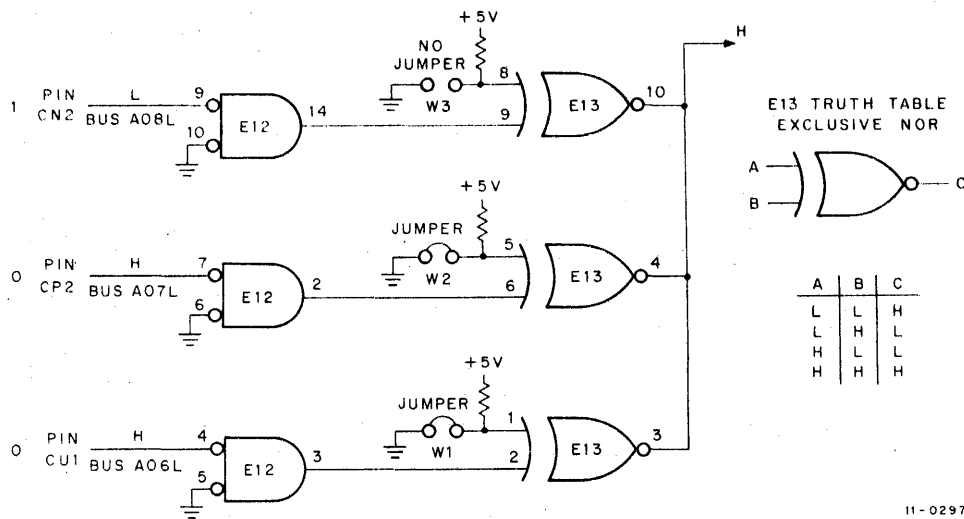 +5V
H
NO
JUMPER
8
10
1
PIN
CN2
L
BUS A08L
9
10
E12
14
W3
9
E13
E13 TRUTH TABLE
EXCLUSIVE NOR
A
B
C
+5V
JUMPER
5
4
0
PIN
CP2
H
BUS A07L
7
6
E12
2
W2
6
E13
A B C
L L H
L H L
H L L
H H H
+5V
JUMPER
1
3
0
PIN
CU1
H
BUS A06L
4
5
E12
3
W1
2
E13
11-0297